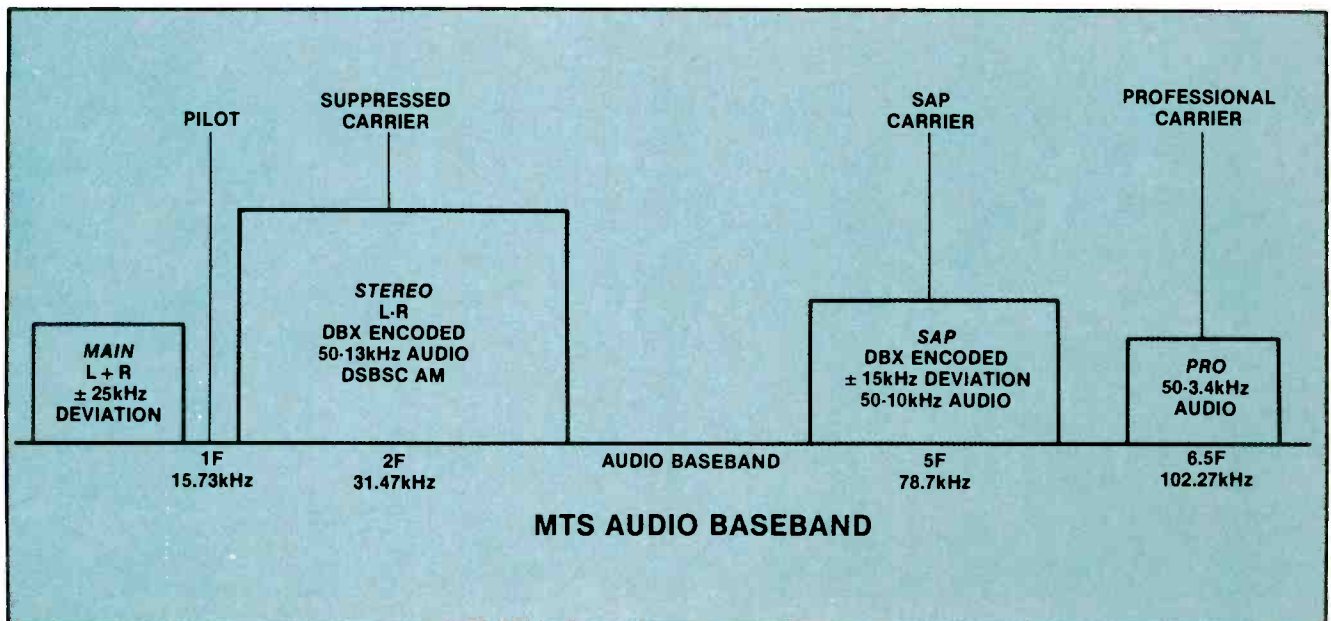 PILOT
SUPPRESSED
CARRIER
SAP
CARRIER
PROFESSIONAL
CARRIER
MAIN
L + R
± 25kHz
DEVIATION
STEREO
L-R
DBX ENCODED
50-13kHz AUDIO
DSBSC AM
SAP
DBX ENCODED
± 15kHz DEVIATION
50-10kHz AUDIO
PRO
50-3.4kHz
AUDIO
1F
15.73kHz
2F
31.47kHz
AUDIO BASEBAND
5F
78.7kHz
6.5F
102.27kHz
MTS AUDIO BASEBAND